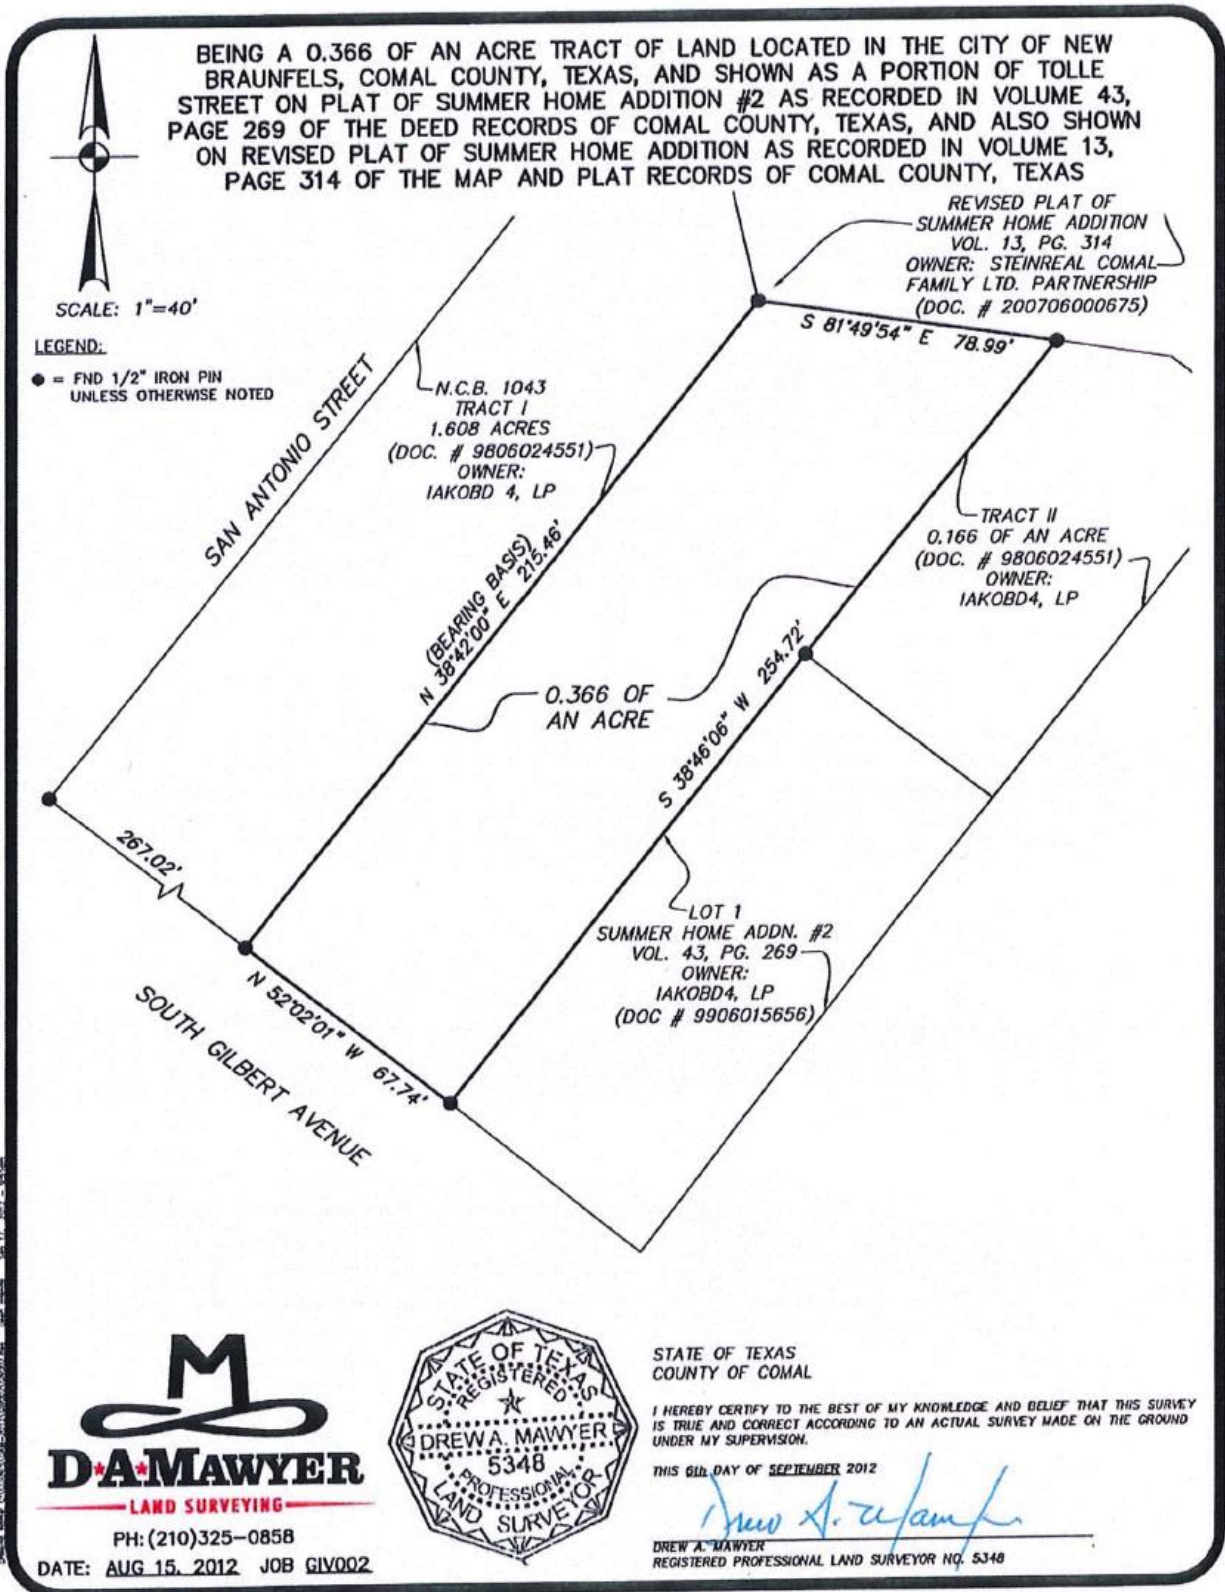 BEING A 0.366 OF AN ACRE TRACT OF LAND LOCATED IN THE CITY OF NEW
BRAUNFELS, COMAL COUNTY, TEXAS, AND SHOWN AS A PORTION OF TOLLE
STREET ON PLAT OF SUMMER HOME ADDITION #2 AS RECORDED IN VOLUME 43,
PAGE 269 OF THE DEED RECORDS OF COMAL COUNTY, TEXAS, AND ALSO SHOWN
ON REVISED PLAT OF SUMMER HOME ADDITION AS RECORDED IN VOLUME 13,
PAGE 314 OF THE MAP AND PLAT RECORDS OF COMAL COUNTY, TEXAS
REVISED PLAT OF
SUMMER HOME ADDITION
VOL. 13, PG. 314
OWNER: STEINREAL COMAL
FAMILY LTD. PARTNERSHIP
(DOC. # 200706000675)
SCALE: 1"=40'
LEGEND:
= FND 1/2" IRON PIN
UNLESS OTHERWISE NOTED
S 81°49'54" E 78.99'
SAN ANTONIO STREET
N.C.B. 1043
TRACT I
1.608 ACRES
(DOC. # 9806024551)
OWNER:
IAKOBD 4, LP
TRACT II
0.166 OF AN ACRE
(DOC. # 9806024551)
OWNER:
IAKOBD4, LP
(BEARING BASIS)
N 38°42'00" E 215.46'
0.366 OF
AN ACRE
S 38°46'06" W 254.72'
267.02'
LOT 1
SUMMER HOME ADDN. #2
VOL. 43, PG. 269
OWNER:
IAKOBD4, LP
(DOC # 9906015656)
N 52°02'01" W 67.74'
SOUTH GILBERT AVENUE
M
D*A*MAWYER
LAND SURVEYING
PH:(210)325-0858
DATE: AUG 15, 2012 JOB GIV002
STATE OF TEXAS
REGISTERED
DREW A. MAWYER
5348
PROFESSIONAL
LAND SURVEYOR
STATE OF TEXAS
COUNTY OF COMAL
I HEREBY CERTIFY TO THE BEST OF MY KNOWLEDGE AND BELIEF THAT THIS SURVEY
IS TRUE AND CORRECT ACCORDING TO AN ACTUAL SURVEY MADE ON THE GROUND
UNDER MY SUPERVISION.
THIS 6th DAY OF SEPTEMBER 2012
DREW A. MAWYER
REGISTERED PROFESSIONAL LAND SURVEYOR NO. 5348